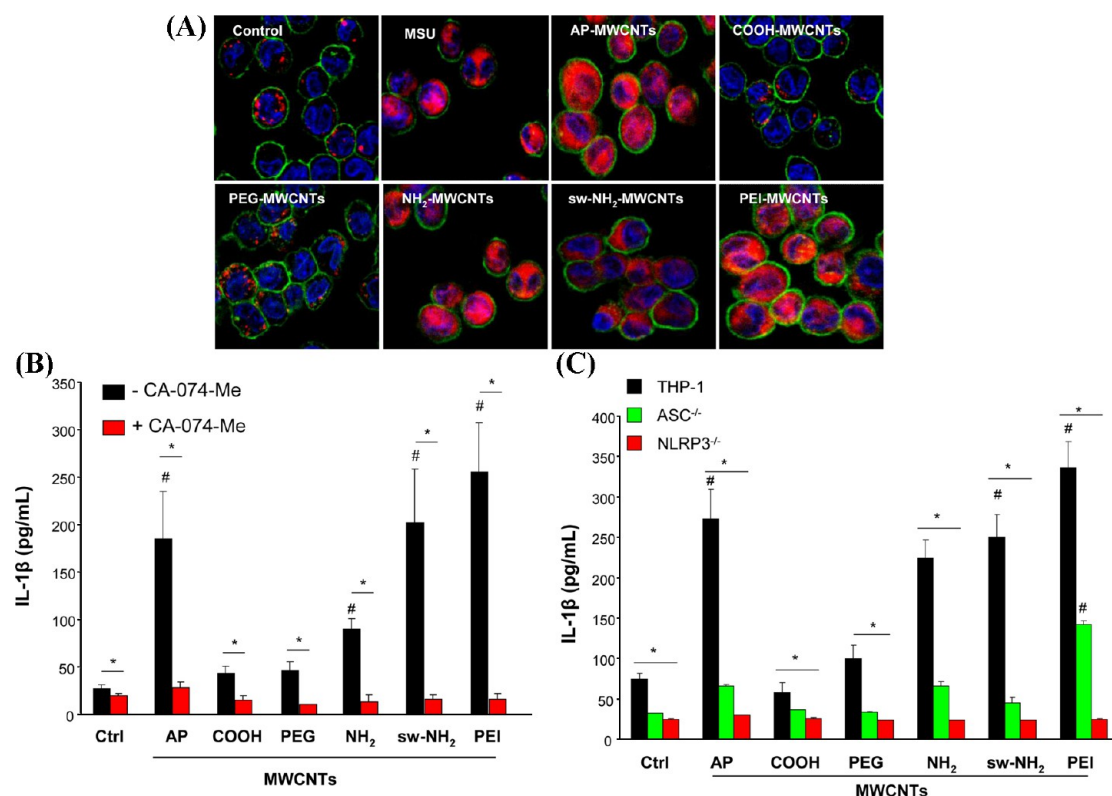 (A)
Control
MSU
AP-MWCNTs
COOH-MWCNTs
PEG-MWCNTs
NH₂-MWCNTs
sw-NH₂-MWCNTs
PEI-MWCNTs
(B)
- CA-074-Me
+ CA-074-Me
IL-1β (pg/mL)
350
300
250
200
150
100
50
0
*
*
#
*
*
#
*
#
*
#
*
Ctrl
AP
COOH
PEG
NH₂
sw-NH₂
PEI
MWCNTs
(C)
THP-1
ASC⁻/⁻
NLRP3⁻/⁻
IL-1β (pg/mL)
400
350
300
250
200
150
100
50
0
*
#
*
*
*
*
#
*
#
*
#
Ctrl
AP
COOH
PEG
NH₂
sw-NH₂
PEI
MWCNTs